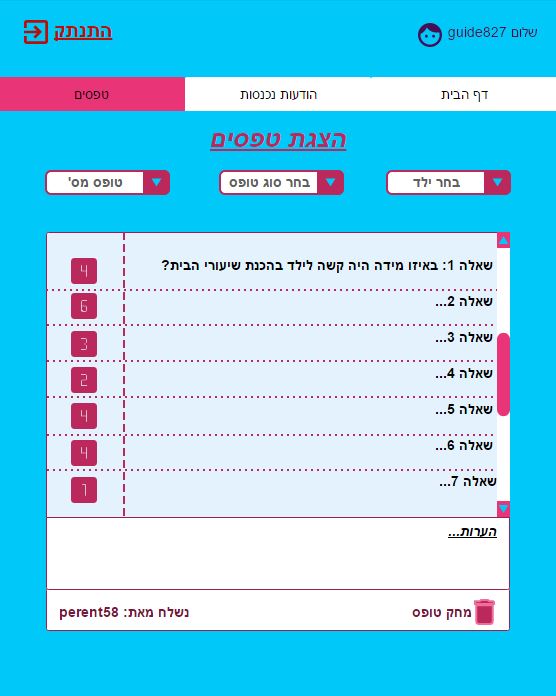 שלום guide827
התנתק
דף הבית
הודעות נכנסות
טפסים
הצגת טפסים
בחר ילד
בחר סוג טופס
טופס מס'
שאלה 1: באיזו מידה היה קשה לילד בהכנת שיעורי הבית? 4
שאלה 2... 6
שאלה 3... 3
שאלה 4... 2
שאלה 5... 4
שאלה 6... 4
שאלה 7... 1
הערות...
מחק טופס
נשלח מאת: perent58